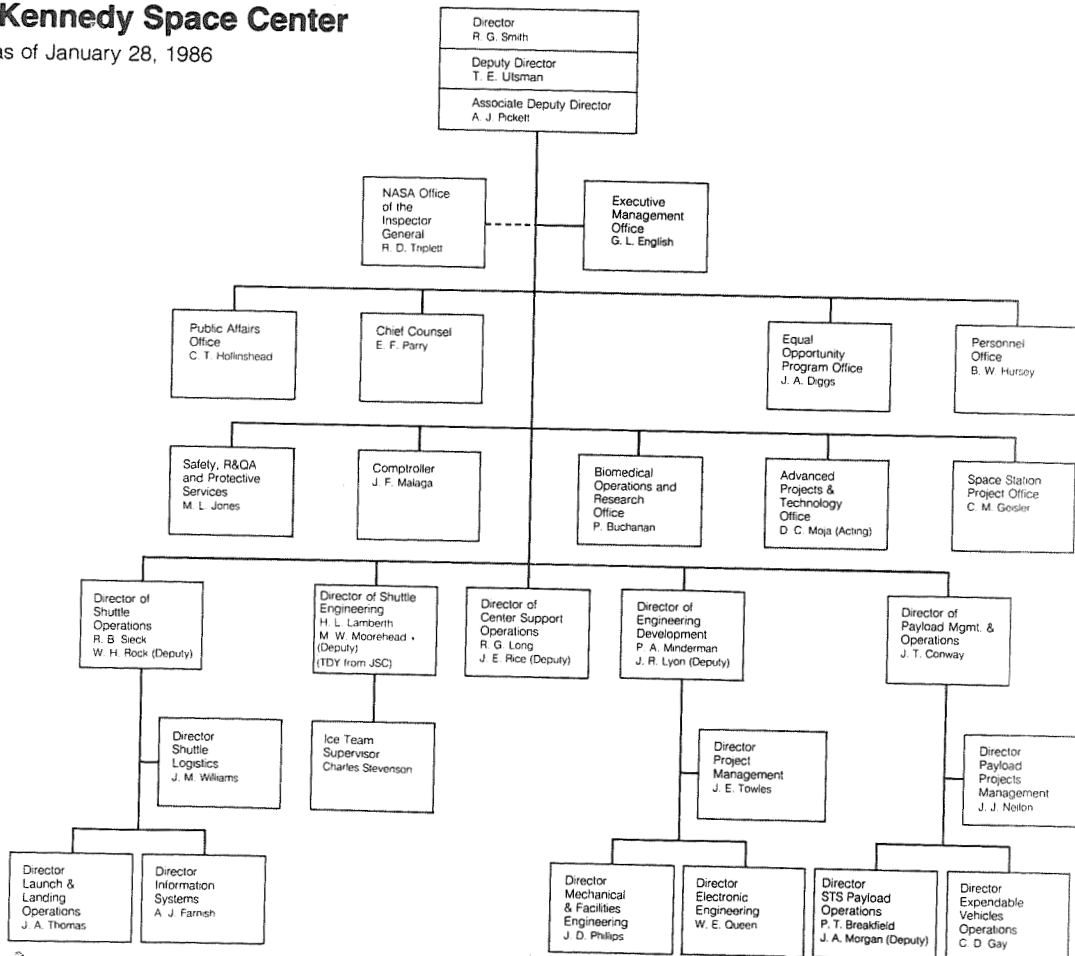 Kennedy Space Center
as of January 28, 1986
Director
R. G. Smith
Deputy Director
T. E. Utsman
Associate Deputy Director
A. J. Pickett
NASA Office
of the
Inspector
General
R. D. Triplett
Executive
Management
Office
G. L. English
Public Affairs
Office
C. T. Hollinshead
Chief Counsel
E. F. Parry
Equal
Opportunity
Program Office
J. A. Diggs
Personnel
Office
B. W. Hursey
Safety, R&QA
and Protective
Services
M. L. Jones
Comptroller
J. F. Malaga
Biomedical
Operations and
Research
Office
P. Buchanan
Advanced
Projects &
Technology
Office
D. C. Moja (Acting)
Space Station
Project Office
C. M. Geisler
Director of
Shuttle
Operations
R. B. Sieck
W. H. Rock (Deputy)
Director of Shuttle
Engineering
H. L. Lamberth
M. W. Moorehead
(Deputy)
(TDY from JSC)
Director of
Center Support
Operations
R. G. Long
J. E. Rice (Deputy)
Director of
Engineering
Development
P. A. Minderman
J. R. Lyon (Deputy)
Director of
Payload Mgmt. &
Operations
J. T. Conway
Director
Shuttle
Logistics
J. M. Williams
Ice Team
Supervisor
Charles Stevenson
Director
Project
Management
J. E. Towles
Director
Payload
Projects
Management
J. J. Neilon
Director
Launch &
Landing
Operations
J. A. Thomas
Director
Information
Systems
A. J. Farnish
Director
Mechanical
& Facilities
Engineering
J. D. Phillips
Director
Electronic
Engineering
W. E. Queen
Director
STS Payload
Operations
P. T. Breakfield
J. A. Morgan (Deputy)
Director
Expendable
Vehicles
Operations
C. D. Gay